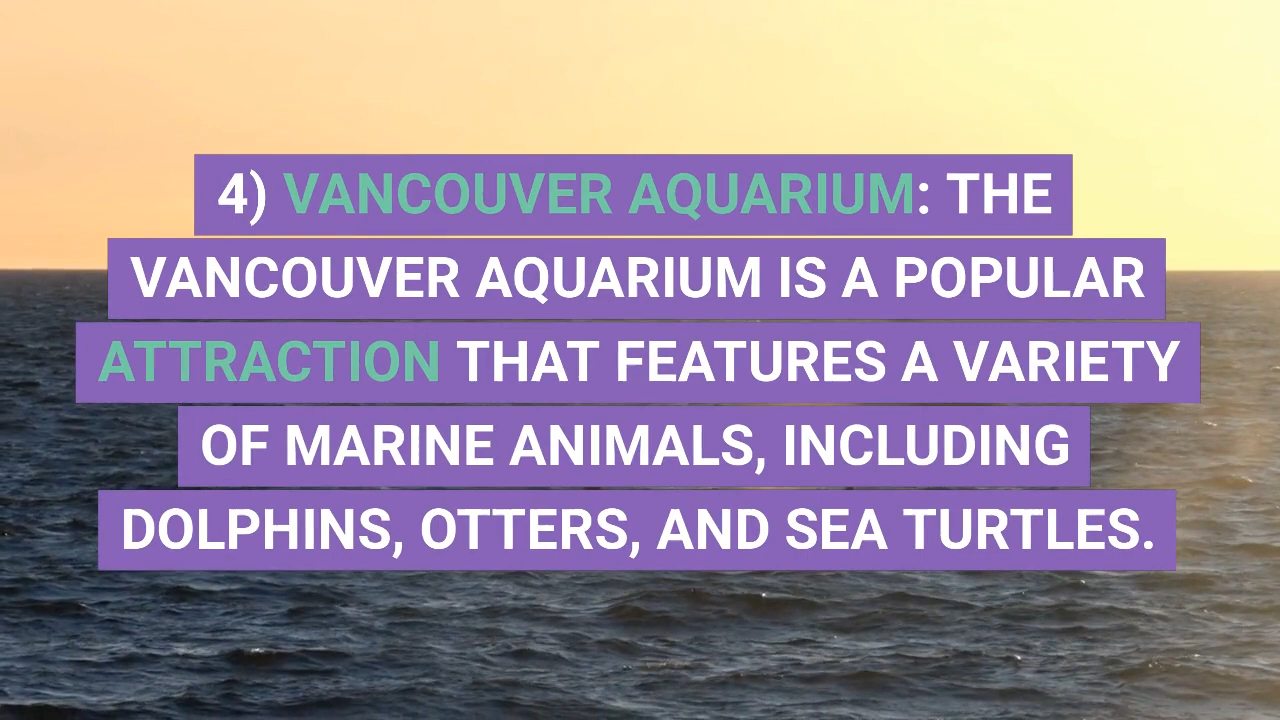 4) VANCOUVER AQUARIUM: THE
VANCOUVER AQUARIUM IS A POPULAR
ATTRACTION THAT FEATURES A VARIETY
OF MARINE ANIMALS, INCLUDING
DOLPHINS, OTTERS, AND SEA TURTLES.